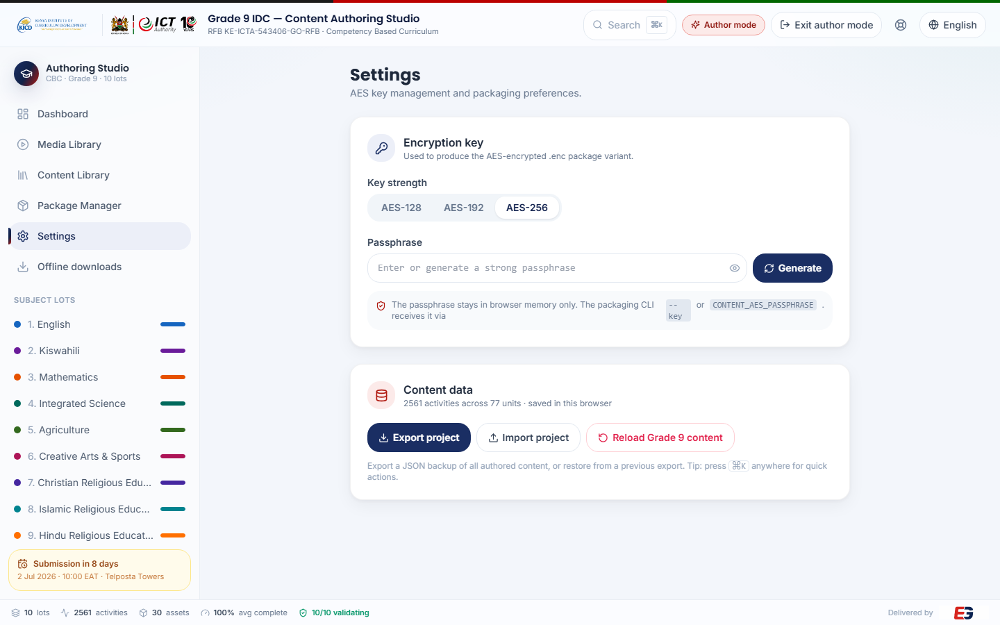 KICD
KENYA INSTITUTE OF
CURRICULUM DEVELOPMENT
ICT
Authority
10
YEARS
Grade 9 IDC — Content Authoring Studio
RFB KE-ICTA-543406-GO-RFB · Competency Based Curriculum
Search ⌘K
Author mode
Exit author mode
English
Authoring Studio
CBC · Grade 9 · 10 lots
Dashboard
Media Library
Content Library
Package Manager
Settings
Offline downloads
SUBJECT LOTS
1. English
2. Kiswahili
3. Mathematics
4. Integrated Science
5. Agriculture
6. Creative Arts & Sports
7. Christian Religious Edu...
8. Islamic Religious Educ...
9. Hindu Religious Educat...
Submission in 8 days
2 Jul 2026 · 10:00 EAT · Telposta Towers
Settings
AES key management and packaging preferences.
Encryption key
Used to produce the AES-encrypted .enc package variant.
Key strength
AES-128
AES-192
AES-256
Passphrase
Enter or generate a strong passphrase
Generate
The passphrase stays in browser memory only. The packaging CLI
receives it via
--
key
or CONTENT_AES_PASSPHRASE .
Content data
2561 activities across 77 units · saved in this browser
Export project
Import project
Reload Grade 9 content
Export a JSON backup of all authored content, or restore from a previous export. Tip: press ⌘K anywhere for quick
actions.
10 lots
2561 activities
30 assets
100% avg complete
10/10 validating
Delivered by
EG